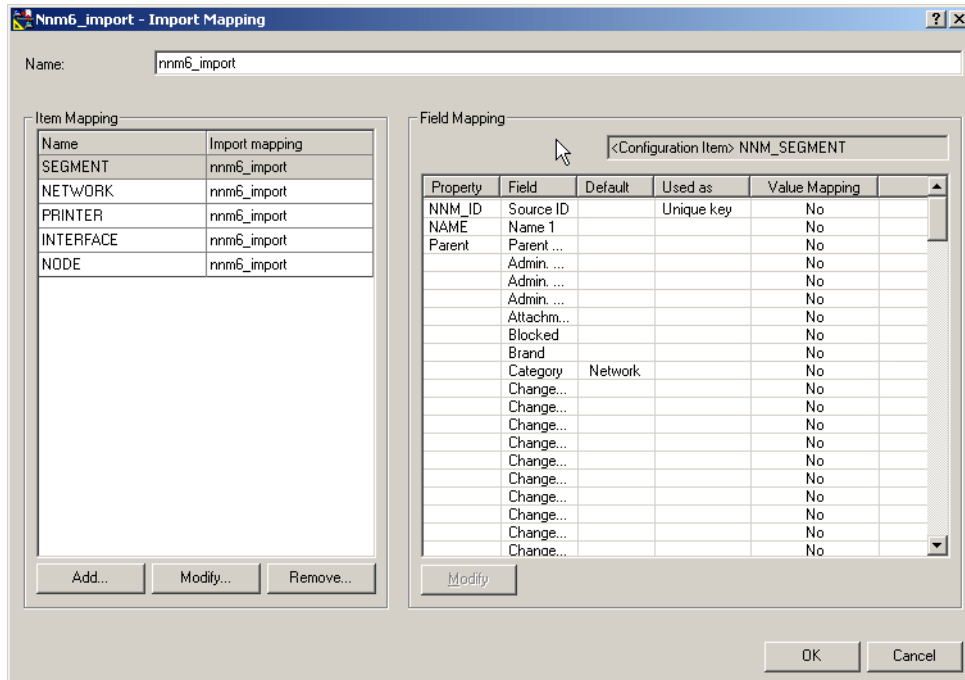 Nnm6_import - Import Mapping
Name: nnm6_import
Item Mapping
Name Import mapping
SEGMENT nnm6_import
NETWORK nnm6_import
PRINTER nnm6_import
INTERFACE nnm6_import
NODE nnm6_import
Add... Modify... Remove...
Field Mapping
<Configuration Item> NNM_SEGMENT
Property Field Default Used as Value Mapping
NNM_ID Source ID Unique key No
NAME Name 1 No
Parent Parent ... No
Admin. ... No
Admin. ... No
Admin. ... No
Attachm... No
Blocked No
Brand No
Category Network No
Change... No
Change... No
Change... No
Change... No
Change... No
Change... No
Change... No
Change... No
Change... No
Change... No
Modify
OK Cancel